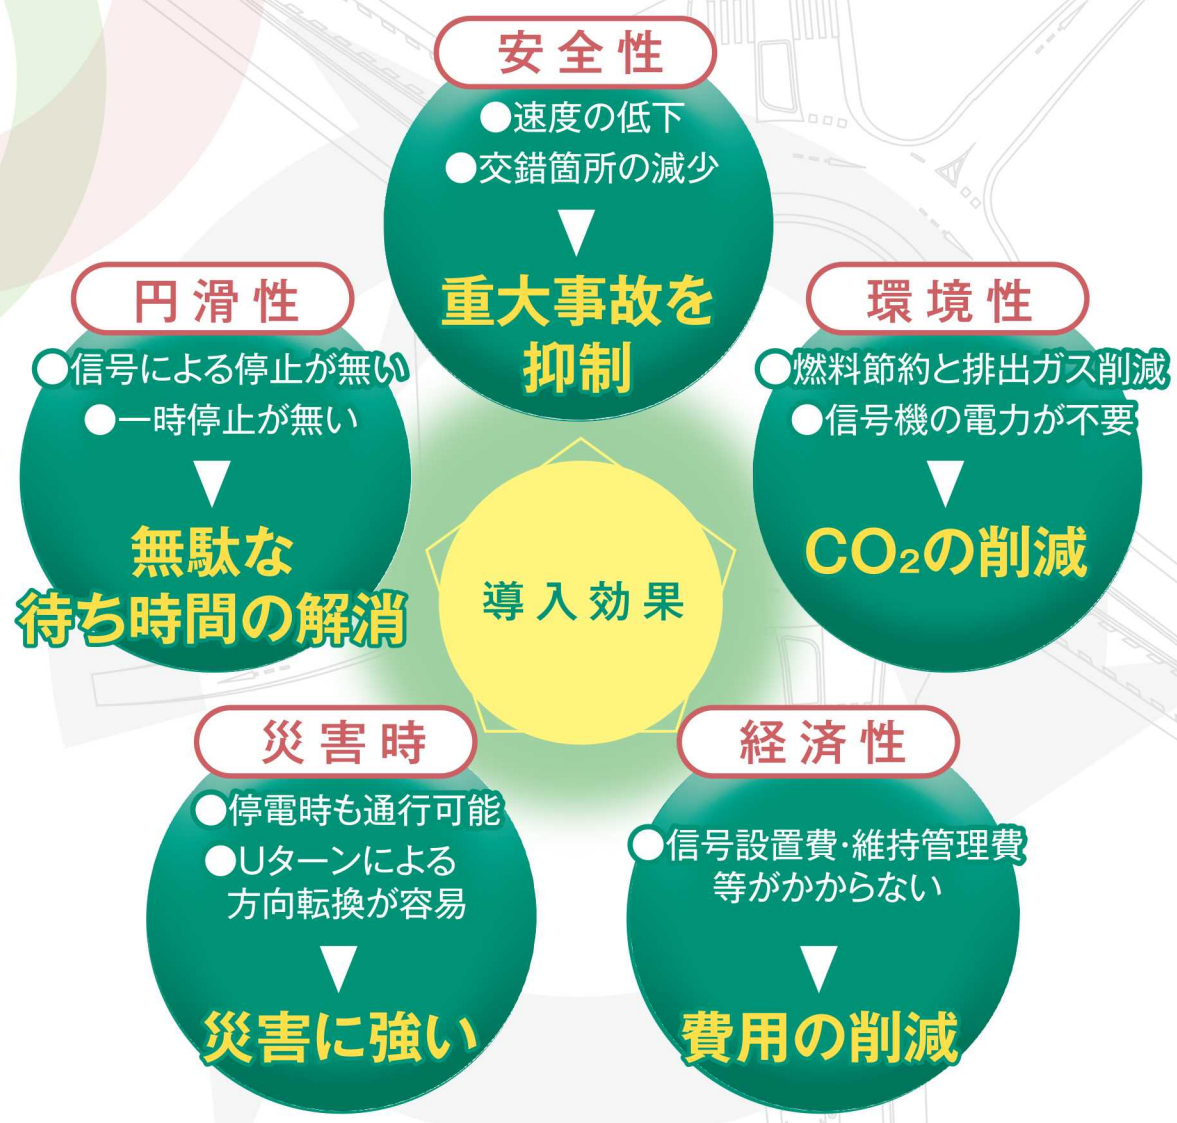 安全性
●速度の低下
●交錯箇所の減少
▼
重大事故を
抑制
円滑性
●信号による停止が無い
●一時停止が無い
▼
無駄な
待ち時間の解消
環境性
●燃料節約と排出ガス削減
●信号機の電力が不要
▼
CO₂の削減
導入効果
災害時
●停電時も通行可能
●Uターンによる
方向転換が容易
▼
災害に強い
経済性
●信号設置費・維持管理費
等がかからない
▼
費用の削減